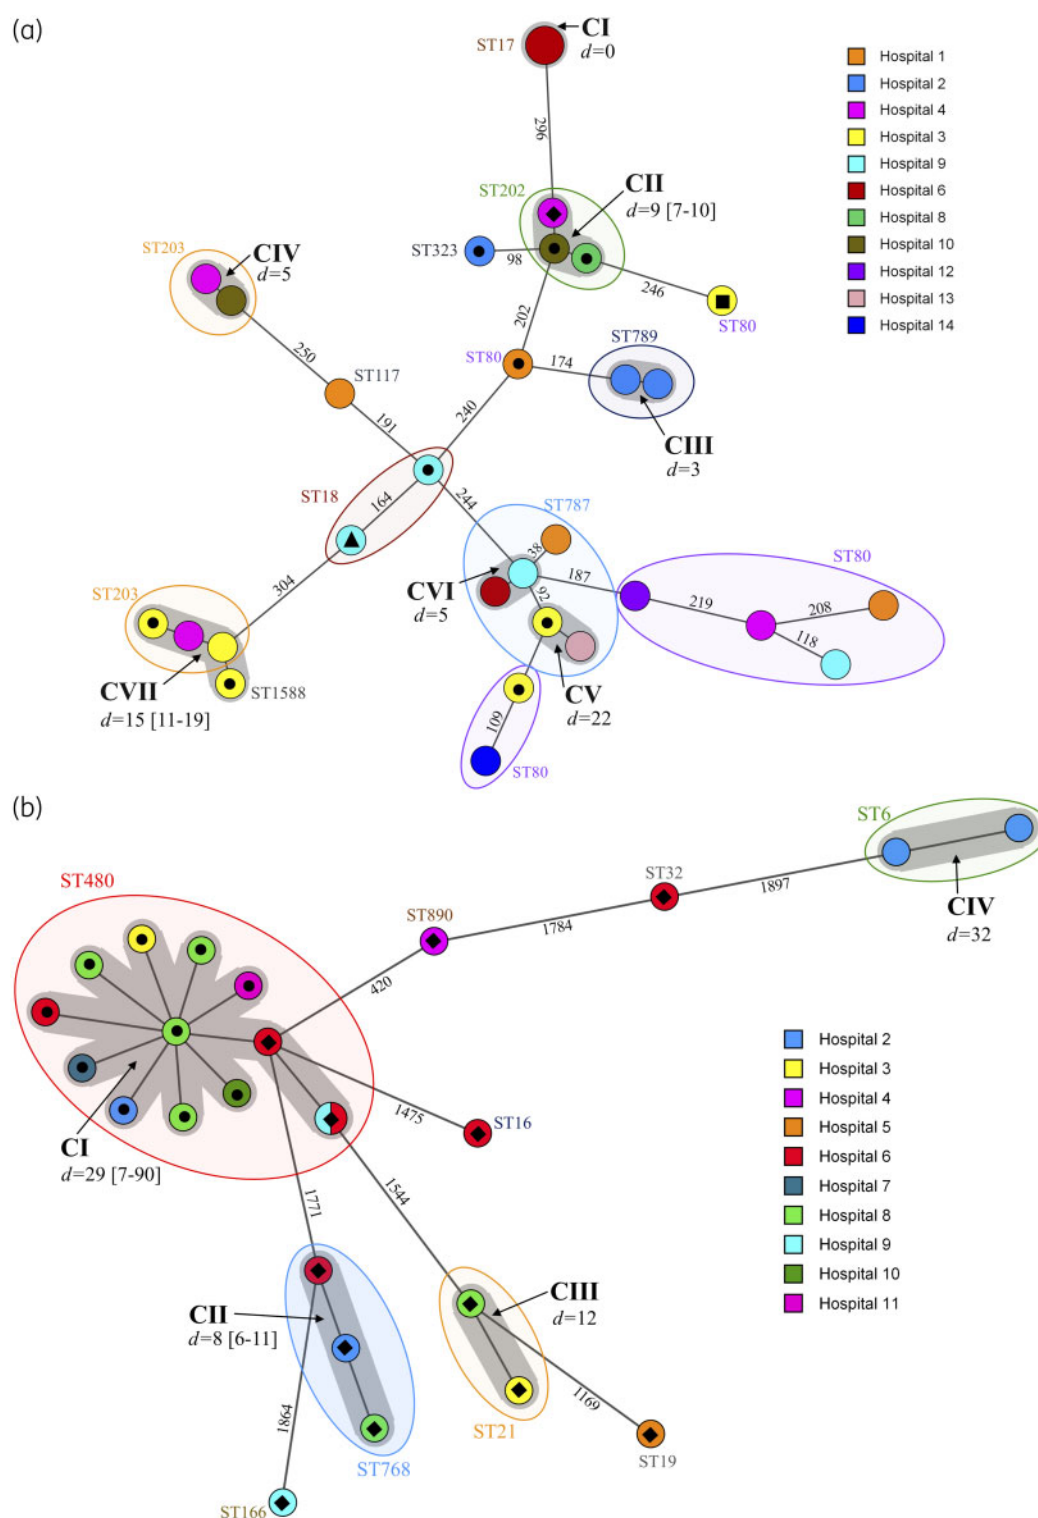 (a)
CI
ST17
d=0
296
Hospital 1
Hospital 2
Hospital 4
Hospital 3
Hospital 9
Hospital 6
Hospital 8
Hospital 10
Hospital 12
Hospital 13
Hospital 14
ST202
CII
d=9 [7-10]
ST323
98
246
ST80
ST203
CIV
d=5
202
250
ST117
ST80
174
ST789
CIII
d=3
191
240
ST18
164
244
ST787
38
CVI
d=5
92
187
ST80
219
208
118
304
ST203
CVII
d=15 [11-19]
ST1588
CV
d=22
109
ST80
(b)
ST6
CIV
d=32
1897
ST32
1784
ST890
420
ST480
CI
d=29 [7-90]
1475
ST16
Hospital 2
Hospital 3
Hospital 4
Hospital 5
Hospital 6
Hospital 7
Hospital 8
Hospital 9
Hospital 10
Hospital 11
1771
1544
CII
d=8 [6-11]
CIII
d=12
1864
1169
ST21
ST19
ST768
ST166